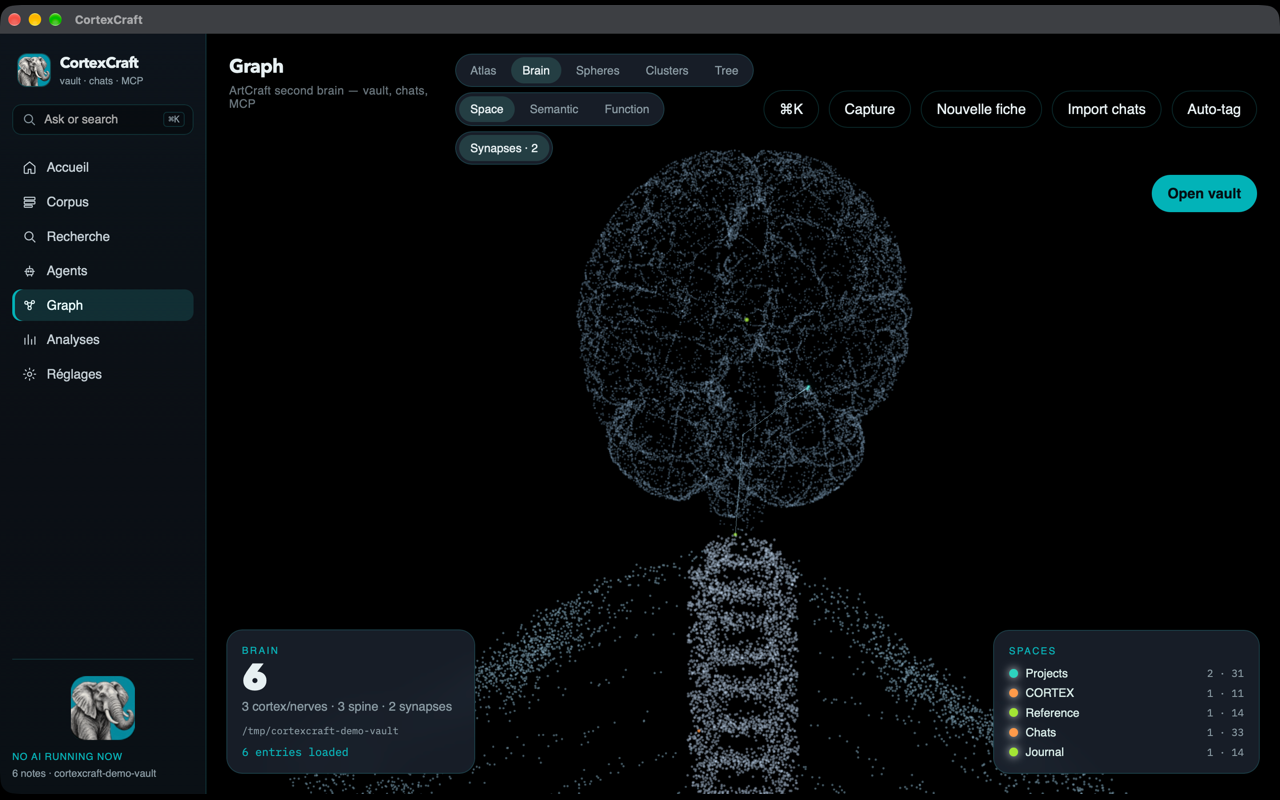 CortexCraft
CortexCraft
vault · chats · MCP
Ask or search
⌘K
Accueil
Corpus
Recherche
Agents
Graph
Analyses
Réglages
NO AI RUNNING NOW
6 notes · cortexcraft-demo-vault
Graph
ArtCraft second brain — vault, chats,
MCP
Atlas Brain Spheres Clusters Tree
Space Semantic Function
Synapses · 2
⌘K Capture Nouvelle fiche Import chats Auto-tag
Open vault
BRAIN
6
3 cortex/nerves · 3 spine · 2 synapses
/tmp/cortexcraft-demo-vault
6 entries loaded
SPACES
Projects 2 · 31
CORTEX 1 · 11
Reference 1 · 14
Chats 1 · 33
Journal 1 · 14